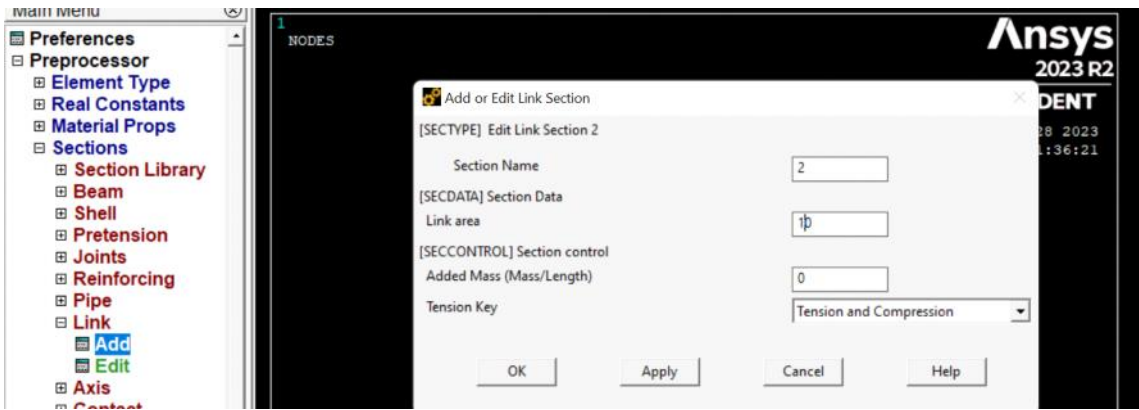 Main Menu
Preferences
Preprocessor
Element Type
Real Constants
Material Props
Sections
Section Library
Beam
Shell
Pretension
Joints
Reinforcing
Pipe
Link
Add
Edit
Axis
Contact
1
NODES
Ansys
2023 R2
DENT
28 2023
1:36:21
Add or Edit Link Section
[SECTYPE] Edit Link Section 2
Section Name 2
[SECDATA] Section Data
Link area 10
[SECCONTROL] Section control
Added Mass (Mass/Length) 0
Tension Key Tension and Compression
OK Apply Cancel Help